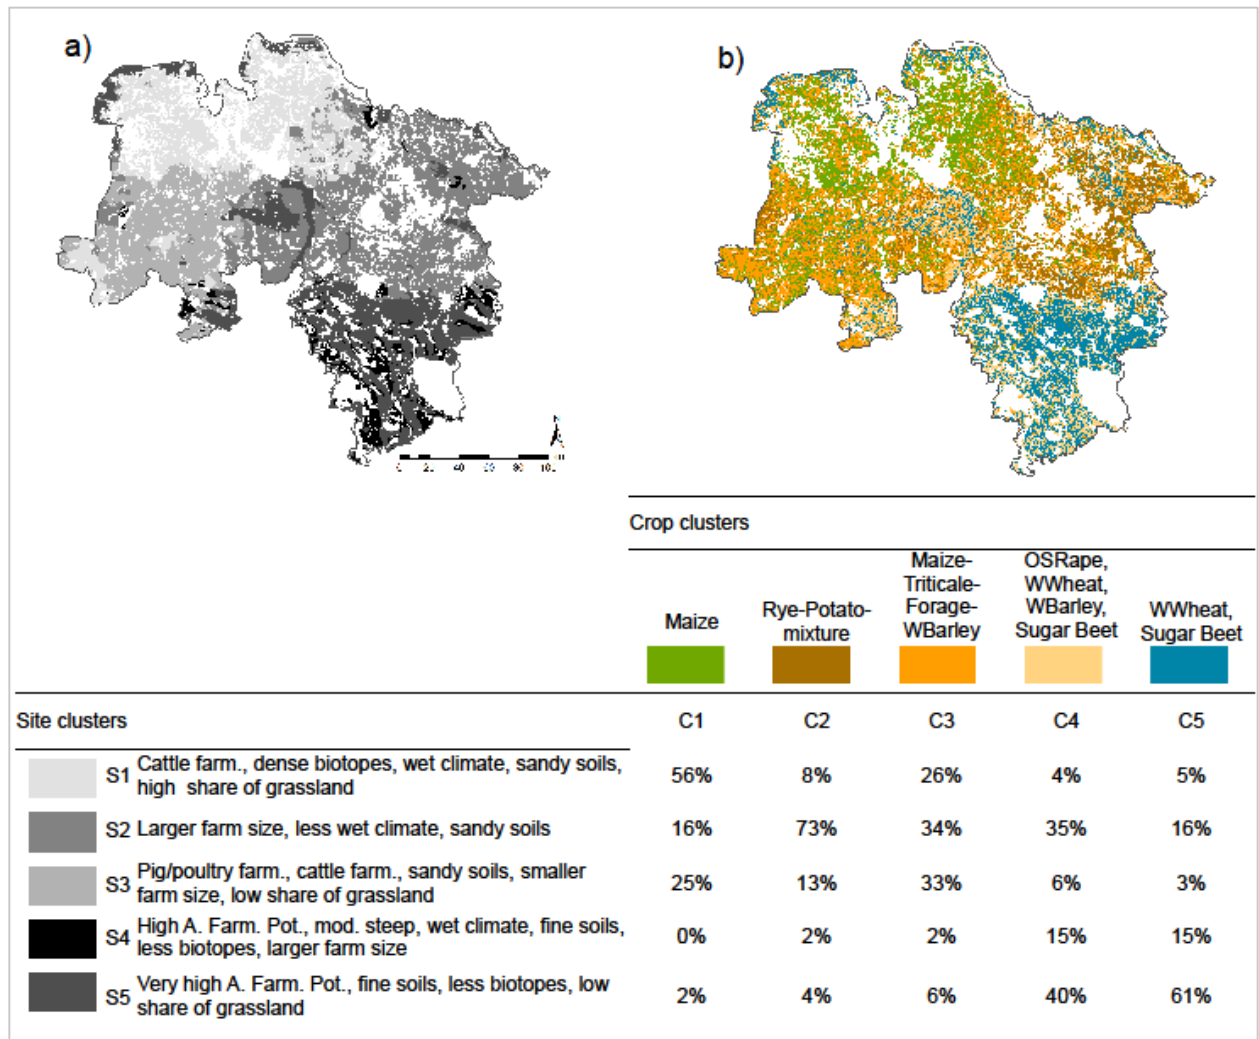 a)
b)
0 20 40 60 80 100
Crop clusters
Maize
Rye-Potato-
mixture
Maize-
Triticale-
Forage-
WBarley
OSRape,
WWheat,
WBarley,
Sugar Beet
WWheat,
Sugar Beet
Site clusters C1 C2 C3 C4 C5
S1 Cattle farm., dense biotopes, wet climate, sandy soils,
high share of grassland
56% 8% 26% 4% 5%
S2 Larger farm size, less wet climate, sandy soils 16% 73% 34% 35% 16%
S3 Pig/poultry farm., cattle farm., sandy soils, smaller
farm size, low share of grassland
25% 13% 33% 6% 3%
S4 High A. Farm. Pot., mod. steep, wet climate, fine soils,
less biotopes, larger farm size
0% 2% 2% 15% 15%
S5 Very high A. Farm. Pot., fine soils, less biotopes, low
share of grassland
2% 4% 6% 40% 61%